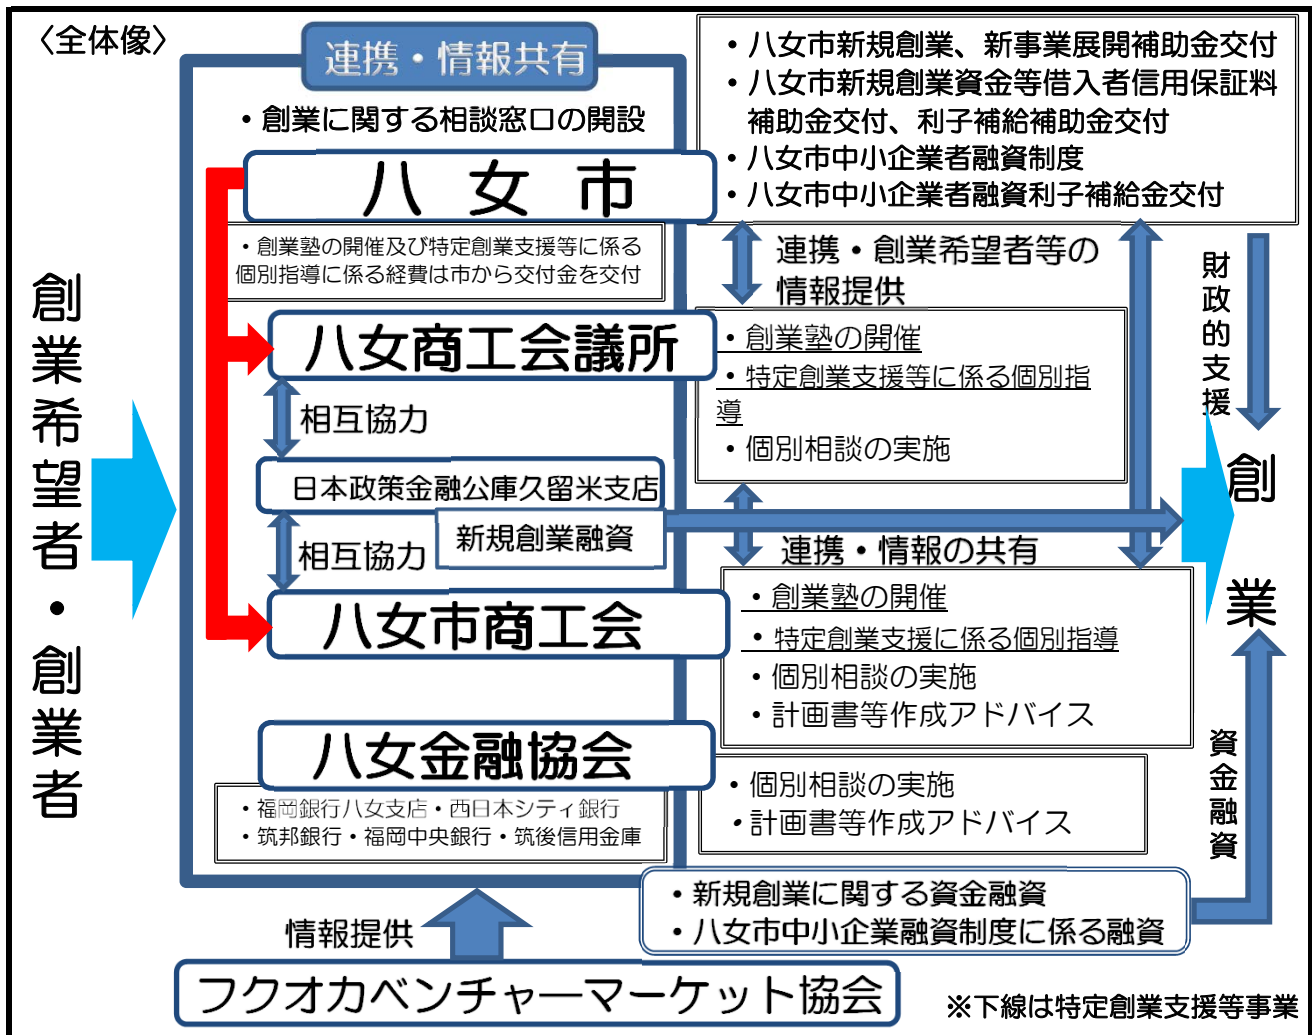 〈全体像〉
連携・情報共有
・創業に関する相談窓口の開設
八女市
・八女市新規創業、新事業展開補助金交付
・八女市新規創業資金等借入者信用保証料
補助金交付、利子補給補助金交付
・八女市中小企業者融資制度
・八女市中小企業者融資利子補給金交付
・創業塾の開催及び特定創業支援等に係る
個別指導に係る経費は市から交付金を交付
連携・創業希望者等の
情報提供
財政的支援
創業希望者・創業者
八女商工会議所
・創業塾の開催
・特定創業支援等に係る個別指
導
・個別相談の実施
相互協力
日本政策金融公庫久留米支店
新規創業融資
相互協力
連携・情報の共有
創業
八女市商工会
・創業塾の開催
・特定創業支援に係る個別指導
・個別相談の実施
・計画書等作成アドバイス
八女金融協会
・福岡銀行八女支店・西日本シティ銀行
・筑邦銀行・福岡中央銀行・筑後信用金庫
・個別相談の実施
・計画書等作成アドバイス
資金融資
・新規創業に関する資金融資
・八女市中小企業融資制度に係る融資
情報提供
フクオカベンチャーマーケット協会
※下線は特定創業支援等事業